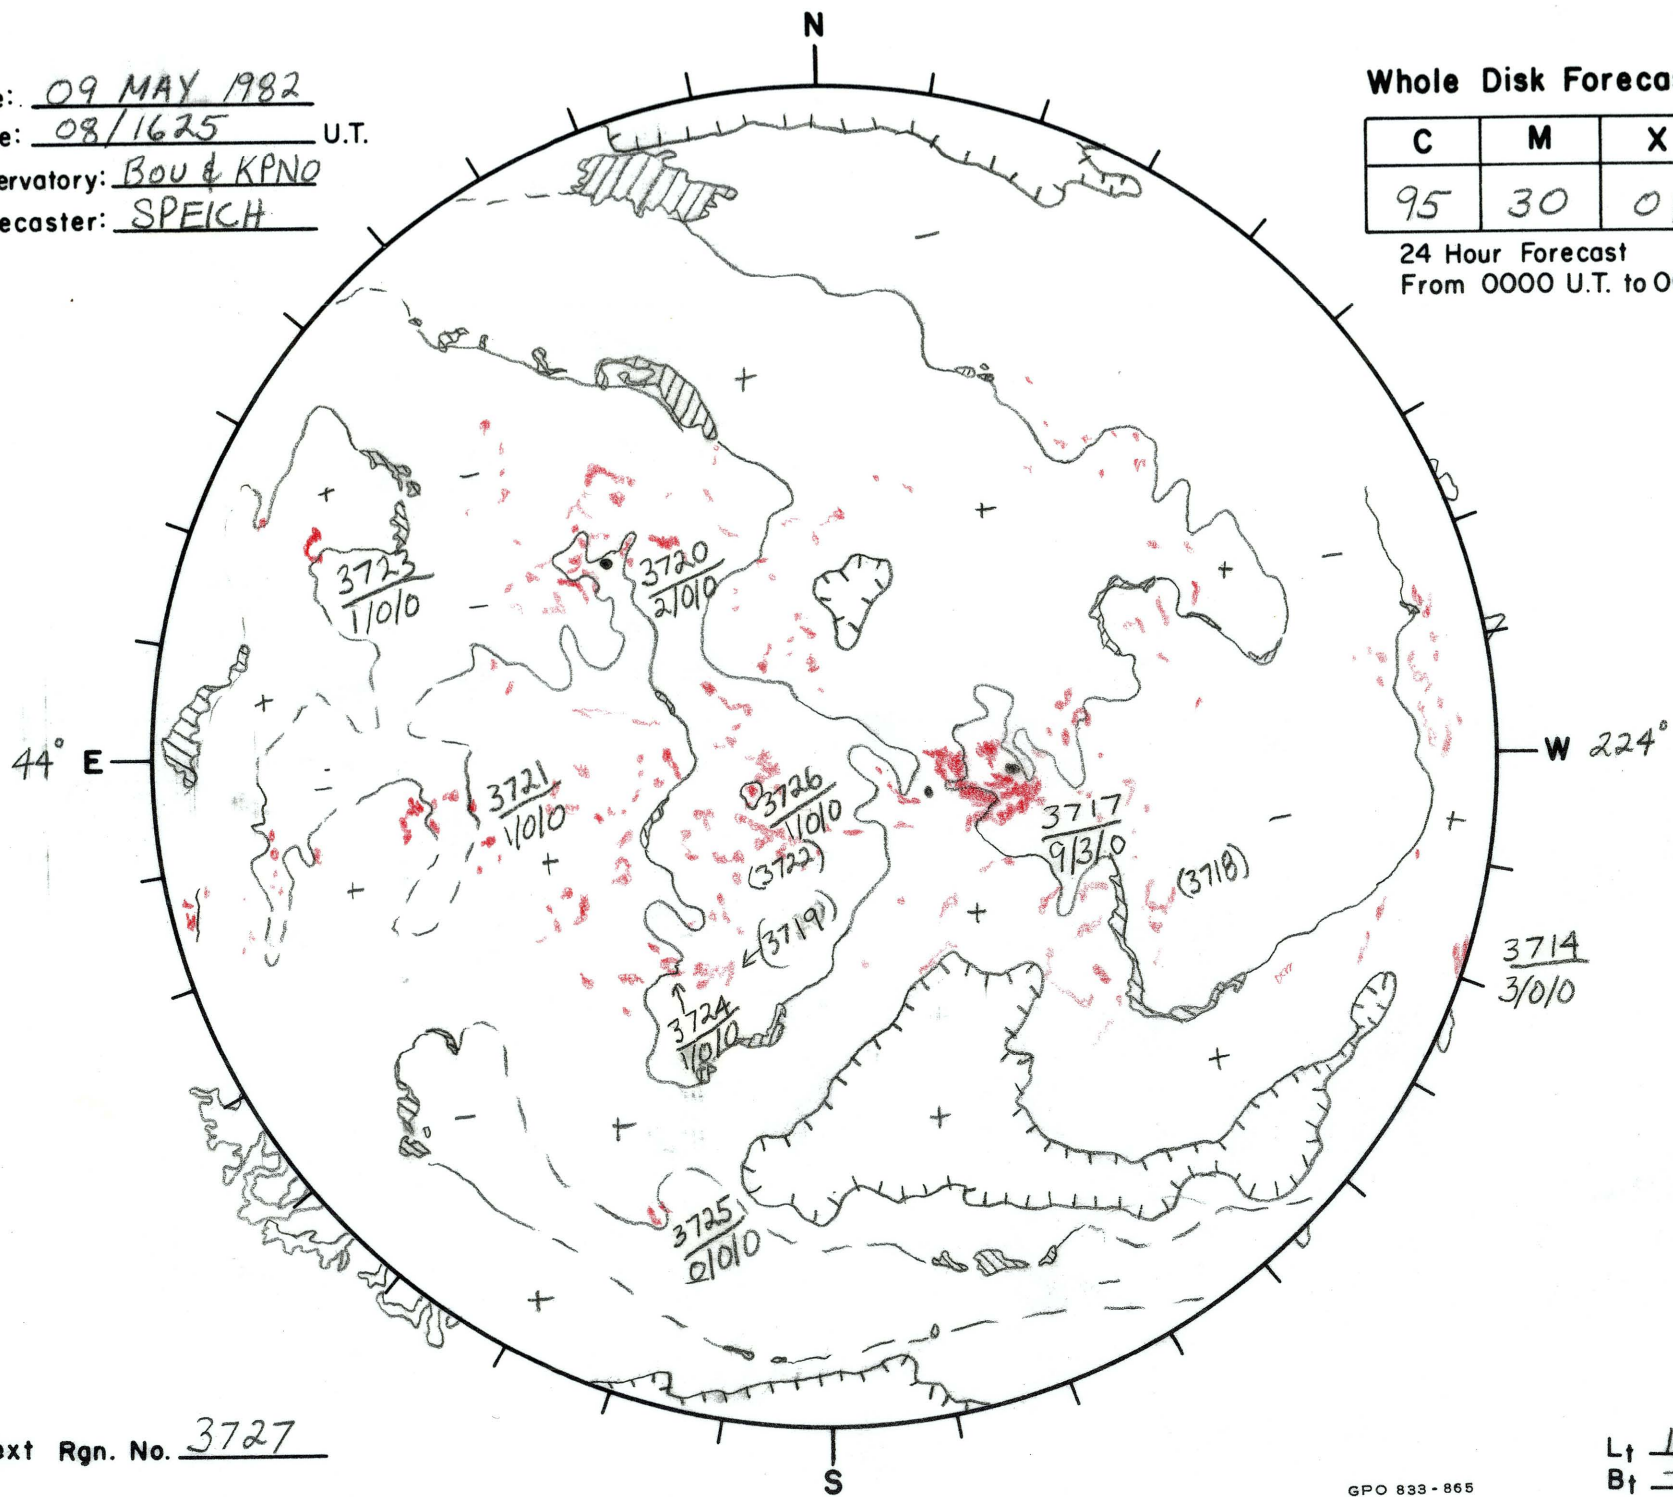 N
e: 09 MAY 1982
e: 08/1625 U.T.
ervatory: BOU & KPNO
ecaster: SPEICH
Whole Disk Foreca
C M X
95 30 0
24 Hour Forecast
From 0000 U.T. to 0
3723
1/0/0
3720
2/0/0
44° E
W 224°
3721
1/0/0
3726
1/0/0
(3722)
3717
9/3/0
(3718)
(3719)
3714
3/0/0
3724
1/0/0
3725
0/0/0
ext Rgn. No. 3727
S
GPO 833-865
Lt
Bt